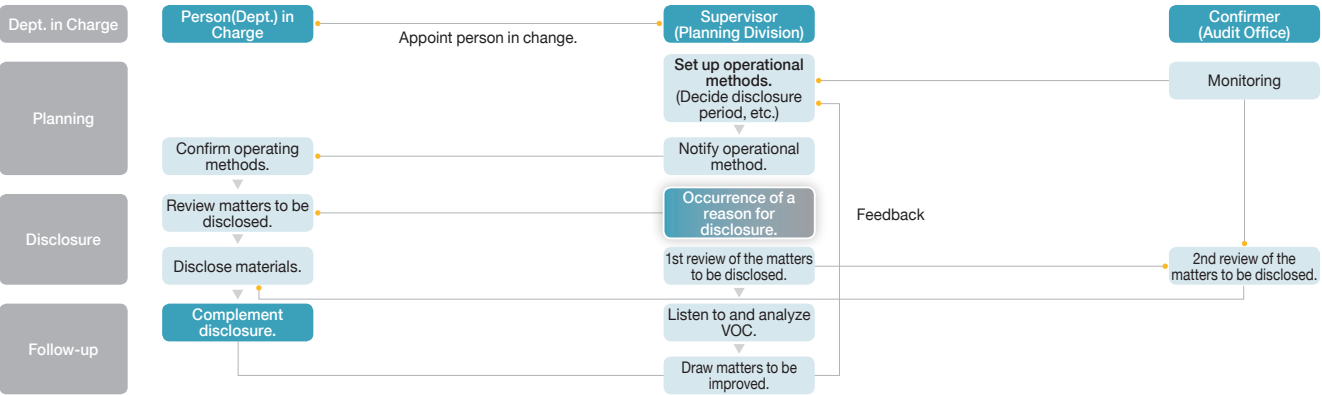 Dept. in Charge
Person(Dept.) in
Charge
Appoint person in change.
Supervisor
(Planning Division)
Confirmer
(Audit Office)
Planning
Set up operational
methods.
(Decide disclosure
period, etc.)
Monitoring
Confirm operating
methods.
Notify operational
method.
Disclosure
Review matters to be
disclosed.
Occurrence of a
reason for
disclosure.
Feedback
Disclose materials.
1st review of the matters
to be disclosed.
2nd review of the
matters to be disclosed.
Follow-up
Complement
disclosure.
Listen to and analyze
VOC.
Draw matters to be
improved.